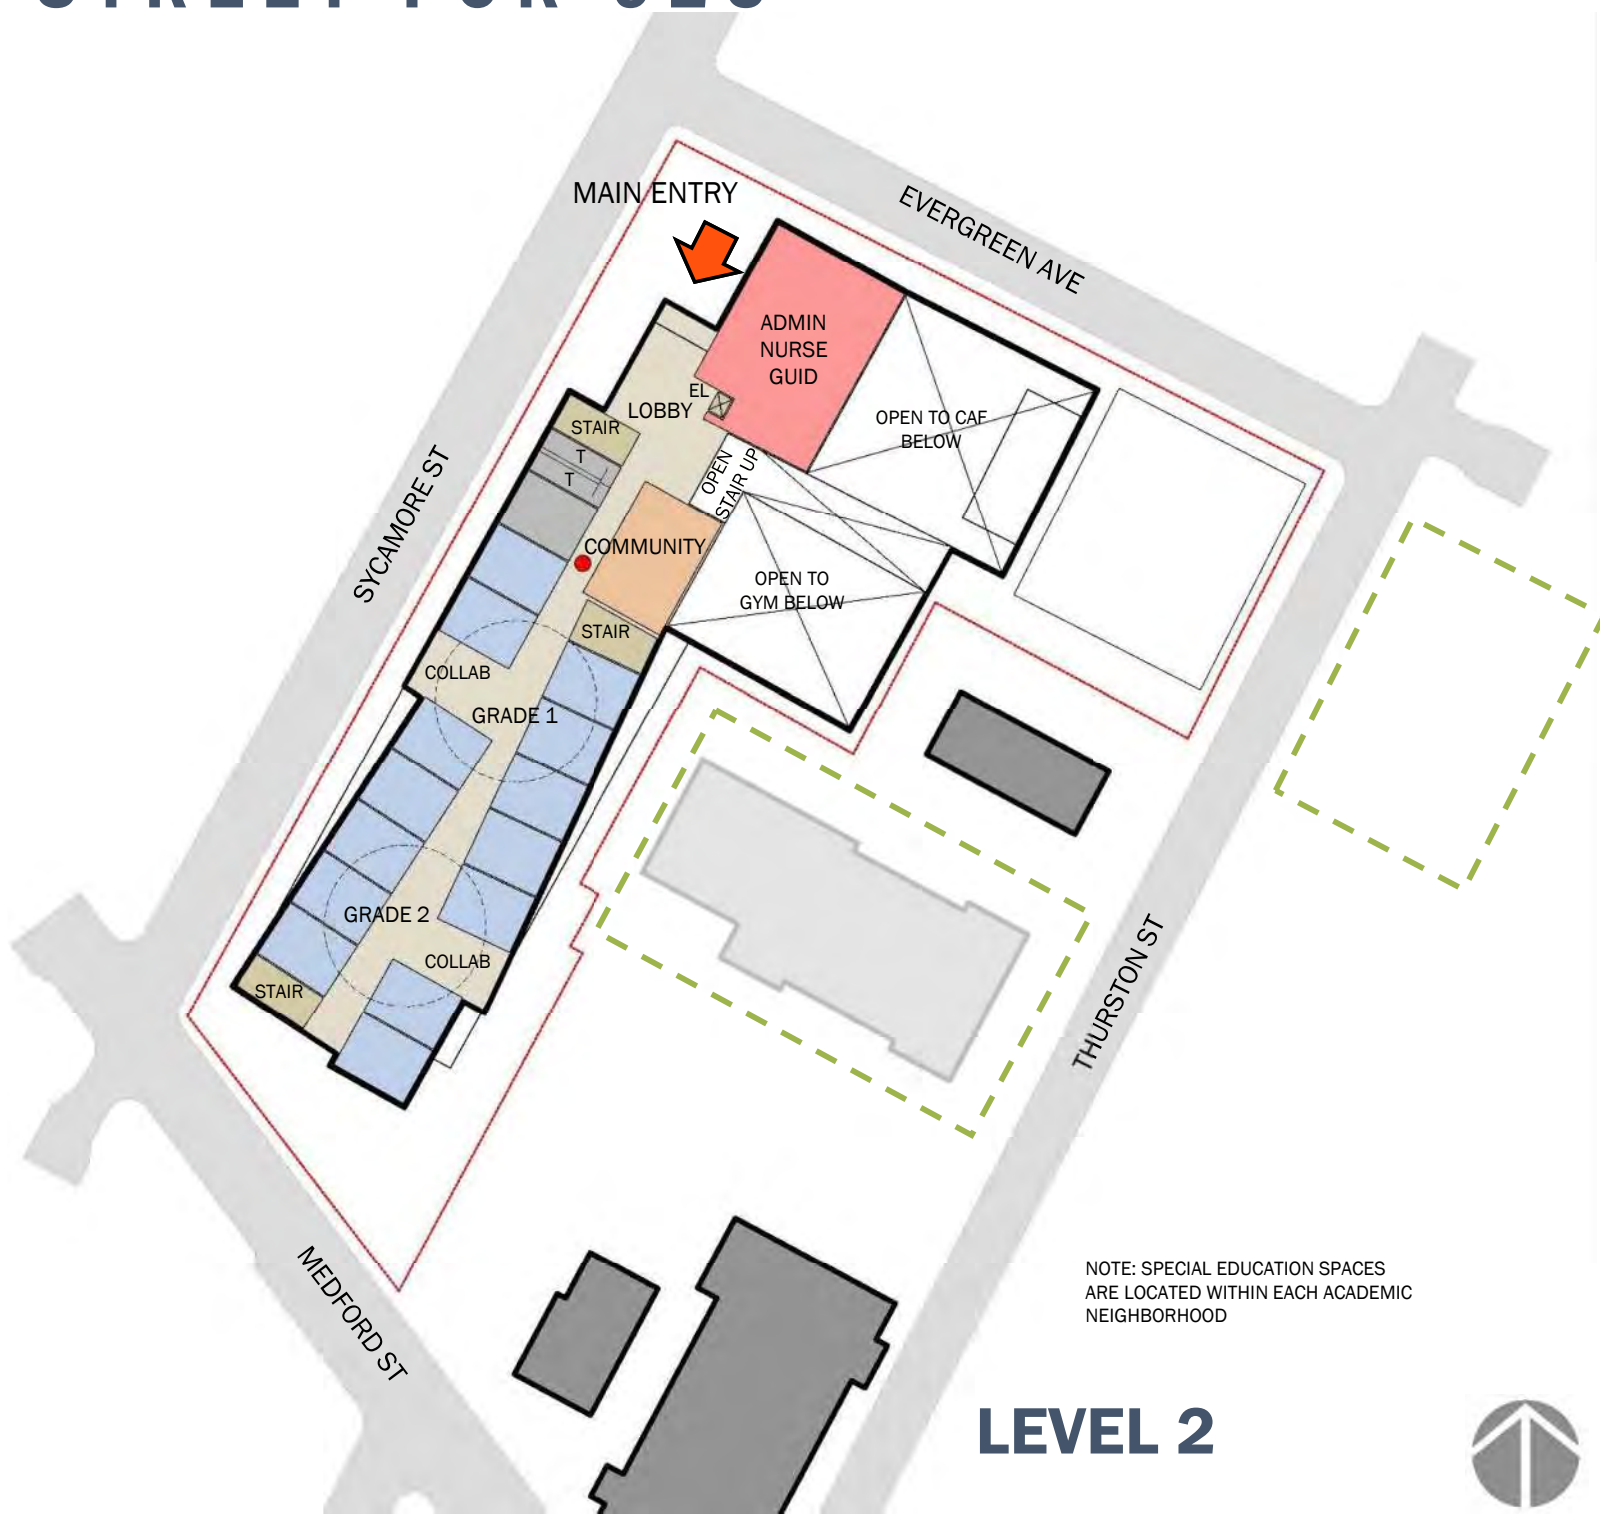 MAIN ENTRY
EVERGREEN AVE
ADMIN
NURSE
GUID
EL
LOBBY
OPEN TO CAF
BELOW
STAIR
T
T
OPEN
STAIR UP
SYCAMORE ST
COMMUNITY
OPEN TO
GYM BELOW
STAIR
COLLAB
GRADE 1
GRADE 2
COLLAB
STAIR
THURSTON ST
MEDFORD ST
NOTE: SPECIAL EDUCATION SPACES
ARE LOCATED WITHIN EACH ACADEMIC
NEIGHBORHOOD
LEVEL 2